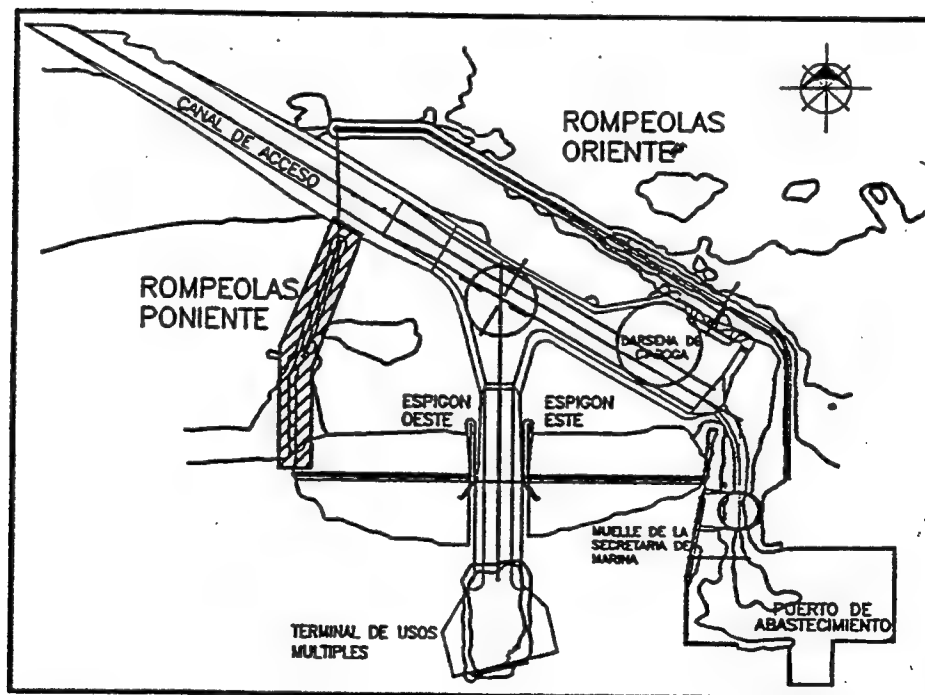 CANAL DE ACCESO
ROMPEOLAS
ORIENTE
ROMPEOLAS
PONIENTE
DARSENA DE
CIABOGA
ESPIGON
OESTE
ESPIGON
ESTE
MUELLE DE LA
SECRETARIA DE
MARINA
PUERTO DE
ABASTECIMIENTO
TERMINAL DE USOS
MULTIPLES